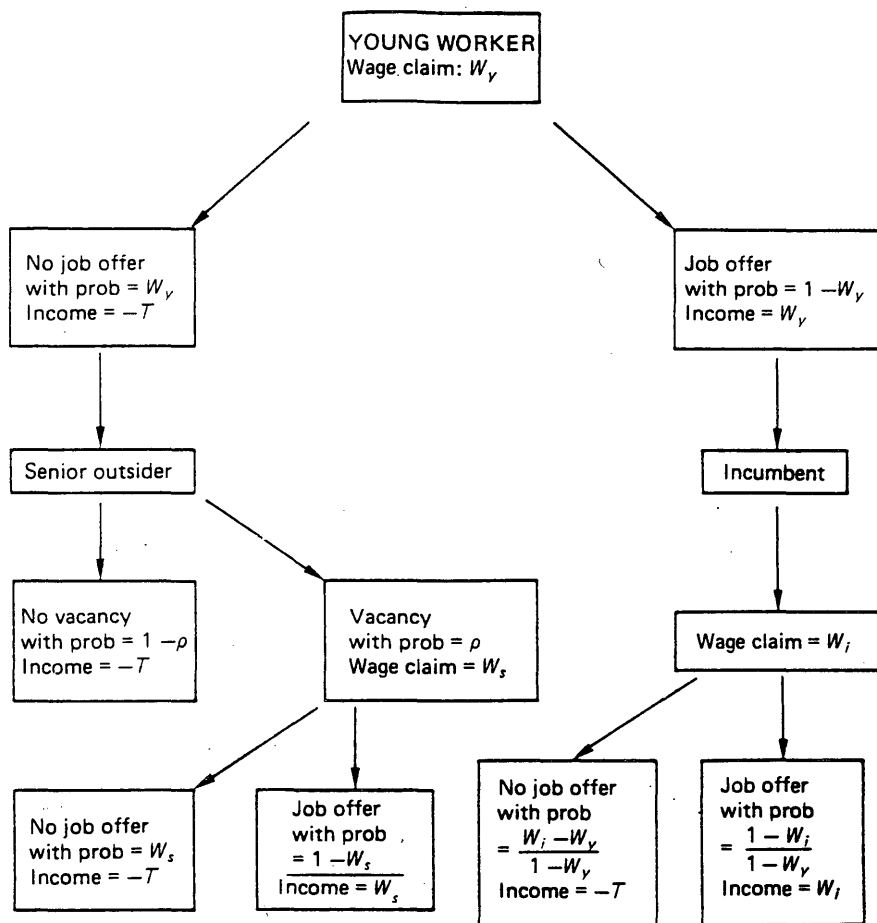 YOUNG WORKER
Wage claim: W_y
No job offer
with prob = W_y
Income = −T
Job offer
with prob = 1 − W_y
Income = W_y
Senior outsider
Incumbent
No vacancy
with prob = 1 − ρ
Income = −T
Vacancy
with prob = ρ
Wage claim = W_s
Wage claim = W_i
No job offer
with prob = W_s
Income = −T
Job offer
with prob
= 1 − W_s
Income = W_s
No job offer
with prob
= (W_i − W_y) / (1 − W_y)
Income = −T
Job offer
with prob
= (1 − W_i) / (1 − W_y)
Income = W_i